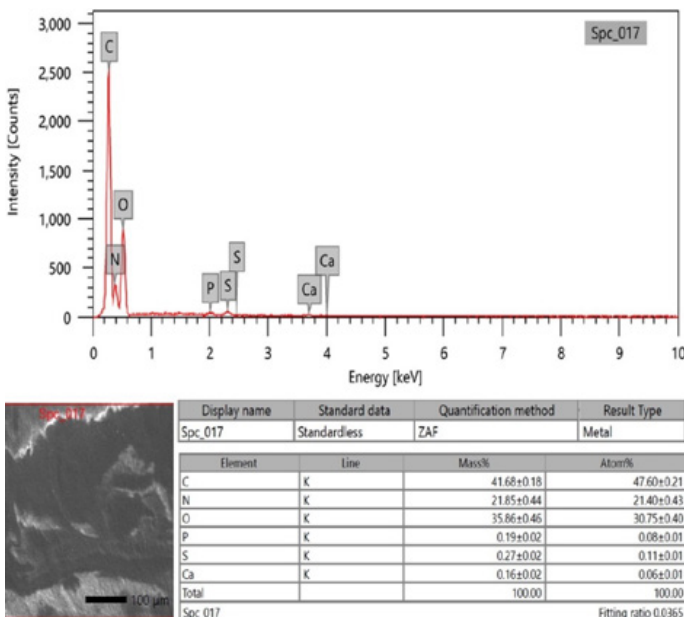 3,000
2,500
2,000
1,500
1,000
500
0
Intensity [Counts]
Spc_017
C
O
N
P
S
S
Ca
Ca
0 1 2 3 4 5 6 7 8 9 10
Energy [keV]
Spc_017
100 μm
Display name Standard data Quantification method Result Type
Spc_017 Standardless ZAF Metal
Element Line Mass% Atom%
C K 41.68±0.18 47.60±0.21
N K 21.85±0.44 21.40±0.43
O K 35.86±0.46 30.75±0.40
P K 0.19±0.02 0.08±0.01
S K 0.27±0.02 0.11±0.01
Ca K 0.16±0.02 0.06±0.01
Total 100.00 100.00
Spc_017 Fitting ratio 0.0365